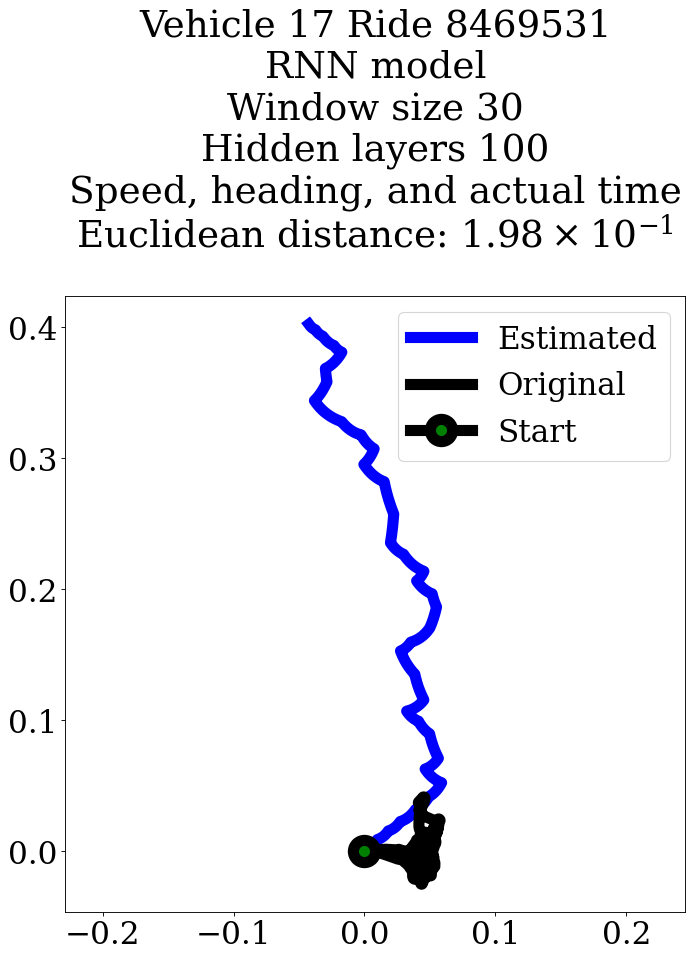 Vehicle 17 Ride 8469531
RNN model
Window size 30
Hidden layers 100
Speed, heading, and actual time
Euclidean distance: 1.98 × 10⁻¹
Estimated
Original
Start
0.4
0.3
0.2
0.1
0.0
−0.2 −0.1 0.0 0.1 0.2